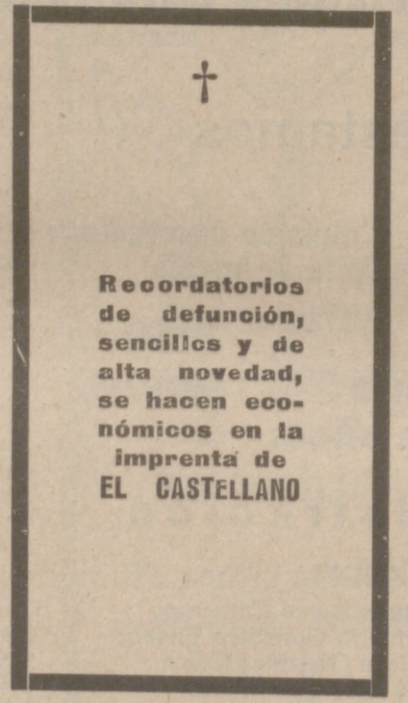 †
Recordatorios
de defunción,
sencillos y de
alta novedad,
se hacen eco-
nómicos en la
imprenta de
EL CASTELLANO